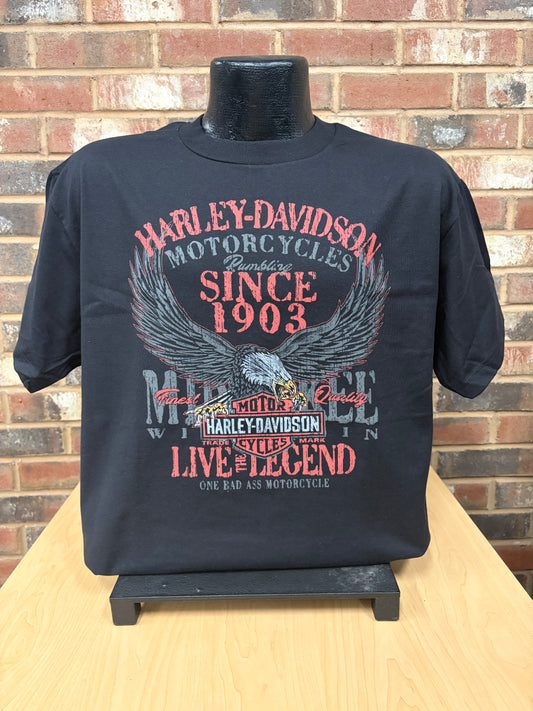 HARLEY-DAVIDSON
MOTORCYCLES
Rumbling
SINCE
1903
Finest Quality
MOTOR
HARLEY-DAVIDSON
TRADE CYCLES MARK
LIVE THE LEGEND
ONE BAD ASS MOTORCYCLE